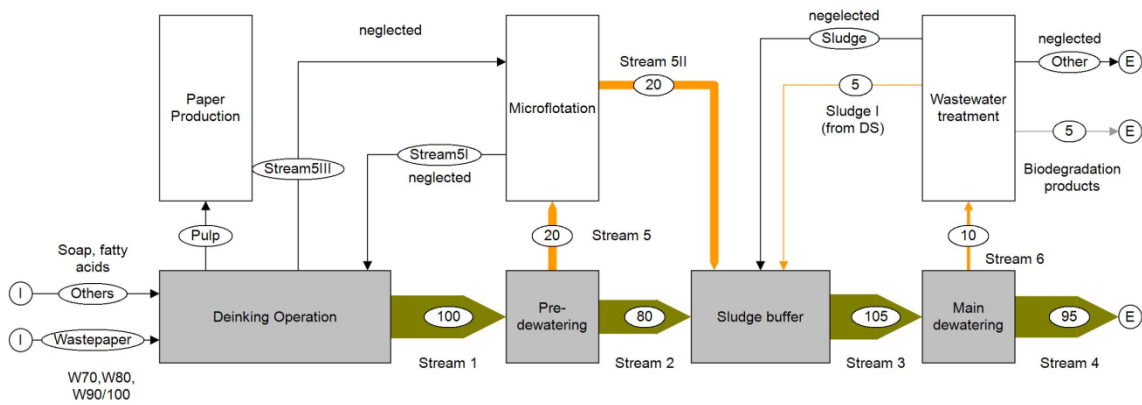 neglected
negelected
Sludge
neglected
Other
E
Stream 5II
20
5
Paper
Production
Microflotation
Sludge I
(from DS)
Wastewater
treatment
5
E
Stream5I
neglected
Stream5III
Biodegradation
products
Pulp
20
Stream 5
10
Stream 6
Soap, fatty
acids
I
Others
Deinking Operation
100
Pre-
dewatering
80
Sludge buffer
105
Main
dewatering
95
E
I
Wastepaper
Stream 1
Stream 2
Stream 3
Stream 4
W70,W80,
W90/100